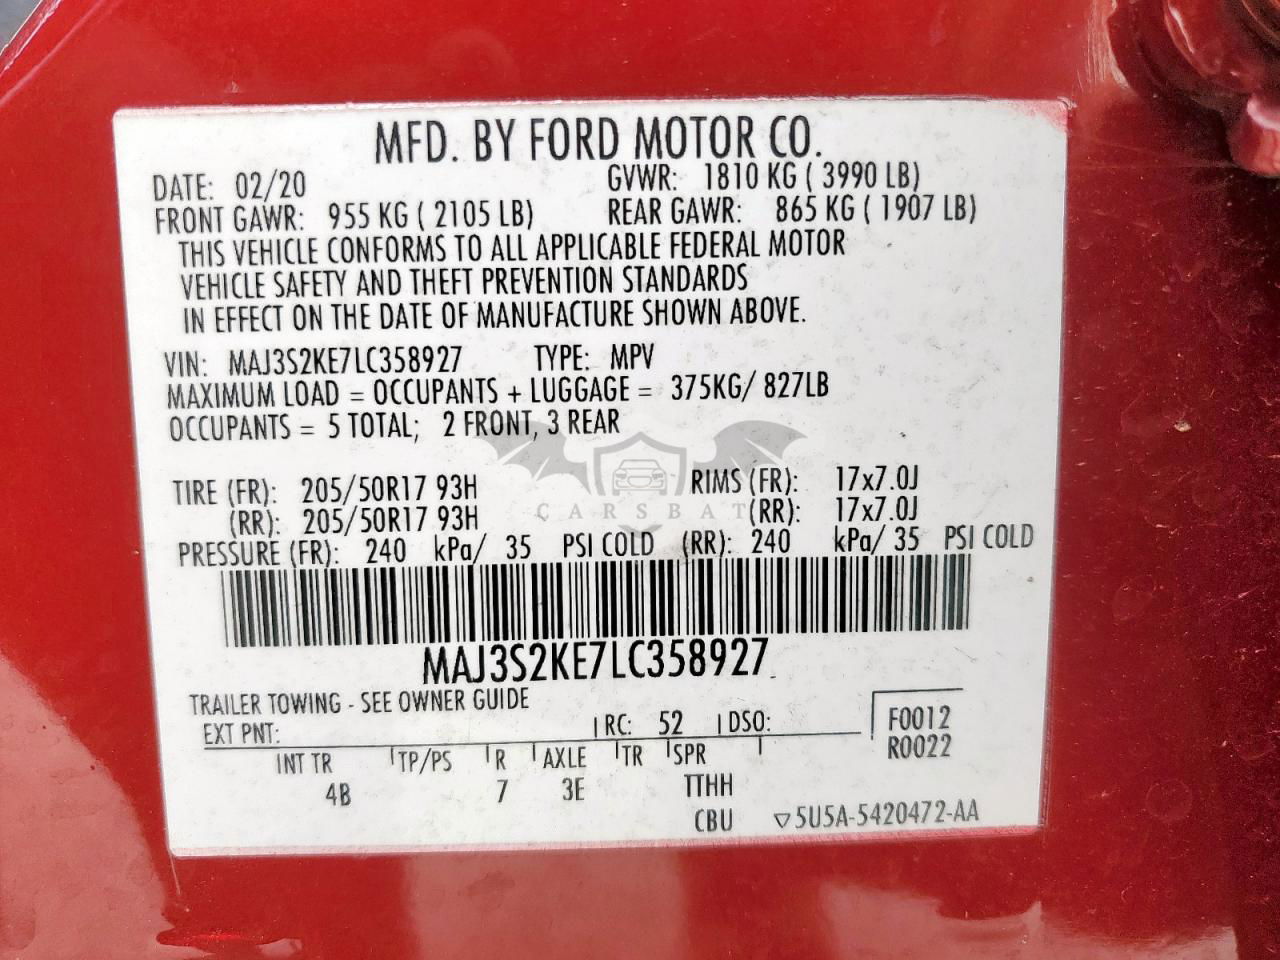 MFD. BY FORD MOTOR CO.
DATE: 02/20 GVWR: 1810 KG ( 3990 LB)
FRONT GAWR: 955 KG ( 2105 LB) REAR GAWR: 865 KG ( 1907 LB)
THIS VEHICLE CONFORMS TO ALL APPLICABLE FEDERAL MOTOR
VEHICLE SAFETY AND THEFT PREVENTION STANDARDS
IN EFFECT ON THE DATE OF MANUFACTURE SHOWN ABOVE.
VIN: MAJ3S2KE7LC358927 TYPE: MPV
MAXIMUM LOAD = OCCUPANTS + LUGGAGE = 375KG/ 827LB
OCCUPANTS = 5 TOTAL; 2 FRONT, 3 REAR
TIRE (FR): 205/50R17 93H RIMS (FR): 17x7.0J
(RR): 205/50R17 93H (RR): 17x7.0J
CARSBAT
PRESSURE (FR): 240 kPa/ 35 PSI COLD (RR): 240 kPa/ 35 PSI COLD
MAJ3S2KE7LC358927
TRAILER TOWING - SEE OWNER GUIDE
EXT PNT: RC: 52 DSO: F0012
R0022
INT TR TP/PS R AXLE TR SPR
4B 7 3E TTHH
CBU ▽5U5A-5420472-AA